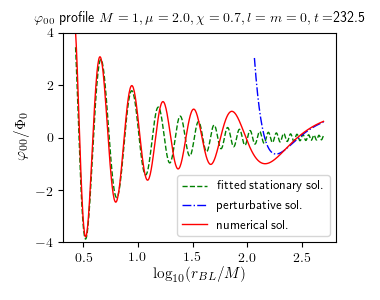 φ₀₀ profile M = 1, μ = 2.0, χ = 0.7, l = m = 0, t =232.5
φ₀₀/Φ₀
4
2
0
−2
−4
fitted stationary sol.
perturbative sol.
numerical sol.
0.5 1.0 1.5 2.0 2.5
log₁₀(r_BL/M)